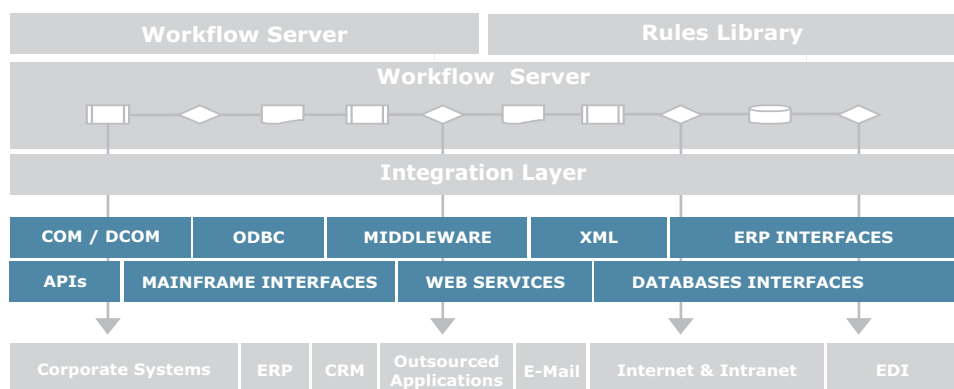 Workflow Server
Rules Library
Workflow Server
Integration Layer
COM / DCOM
ODBC
MIDDLEWARE
XML
ERP INTERFACES
APIs
MAINFRAME INTERFACES
WEB SERVICES
DATABASES INTERFACES
Corporate Systems
ERP
CRM
Outsourced
Applications
E-Mail
Internet & Intranet
EDI